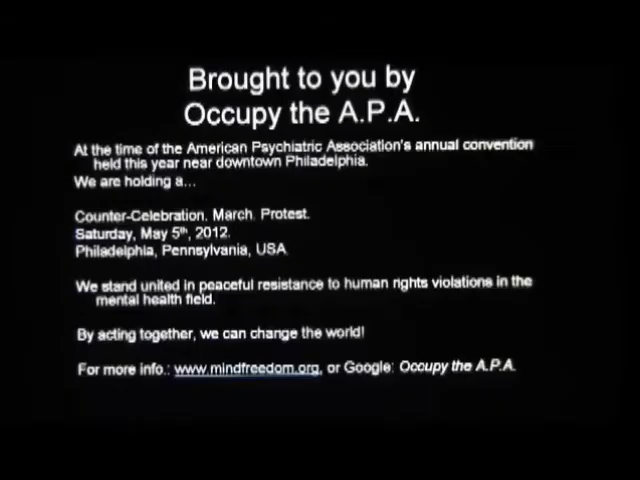 Brought to you by
Occupy the A.P.A.
At the time of the American Psychiatric Association's annual convention
held this year near downtown Philadelphia.
We are holding a...
Counter-Celebration. March. Protest.
Saturday, May 5th, 2012.
Philadelphia, Pennsylvania, USA
We stand united in peaceful resistance to human rights violations in the
mental health field.
By acting together, we can change the world!
For more info.: www.mindfreedom.org, or Google: Occupy the A.P.A.